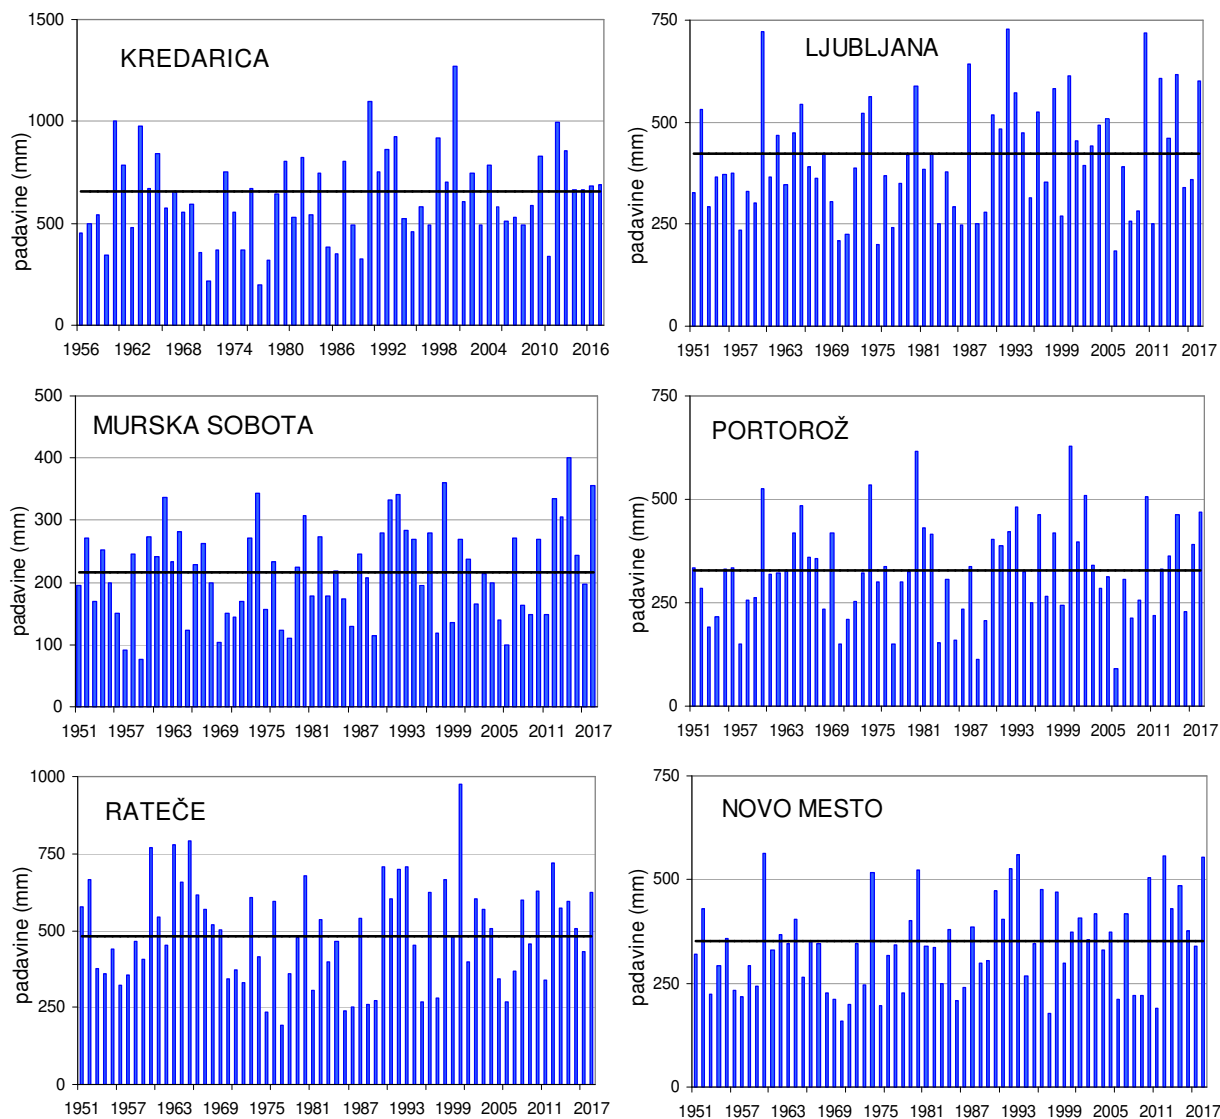 KREDARICA
padavine (mm)
1500
1000
500
0
1956 1962 1968 1974 1980 1986 1992 1998 2004 2010 2016
LJUBLJANA
padavine (mm)
750
500
250
0
1951 1957 1963 1969 1975 1981 1987 1993 1999 2005 2011 2017
MURSKA SOBOTA
padavine (mm)
500
400
300
200
100
0
1951 1957 1963 1969 1975 1981 1987 1993 1999 2005 2011 2017
PORTOROŽ
padavine (mm)
750
500
250
0
1951 1957 1963 1969 1975 1981 1987 1993 1999 2005 2011 2017
RATEČE
padavine (mm)
1000
750
500
250
0
1951 1957 1963 1969 1975 1981 1987 1993 1999 2005 2011 2017
NOVO MESTO
padavine (mm)
750
500
250
0
1951 1957 1963 1969 1975 1981 1987 1993 1999 2005 2011 2017